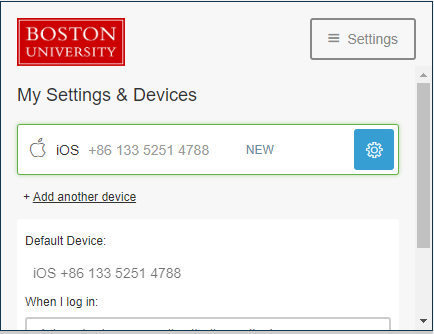 BOSTON
UNIVERSITY
≡ Settings
My Settings & Devices
iOS +86 133 5251 4788 NEW
+ Add another device
Default Device:
iOS +86 133 5251 4788
When I log in: